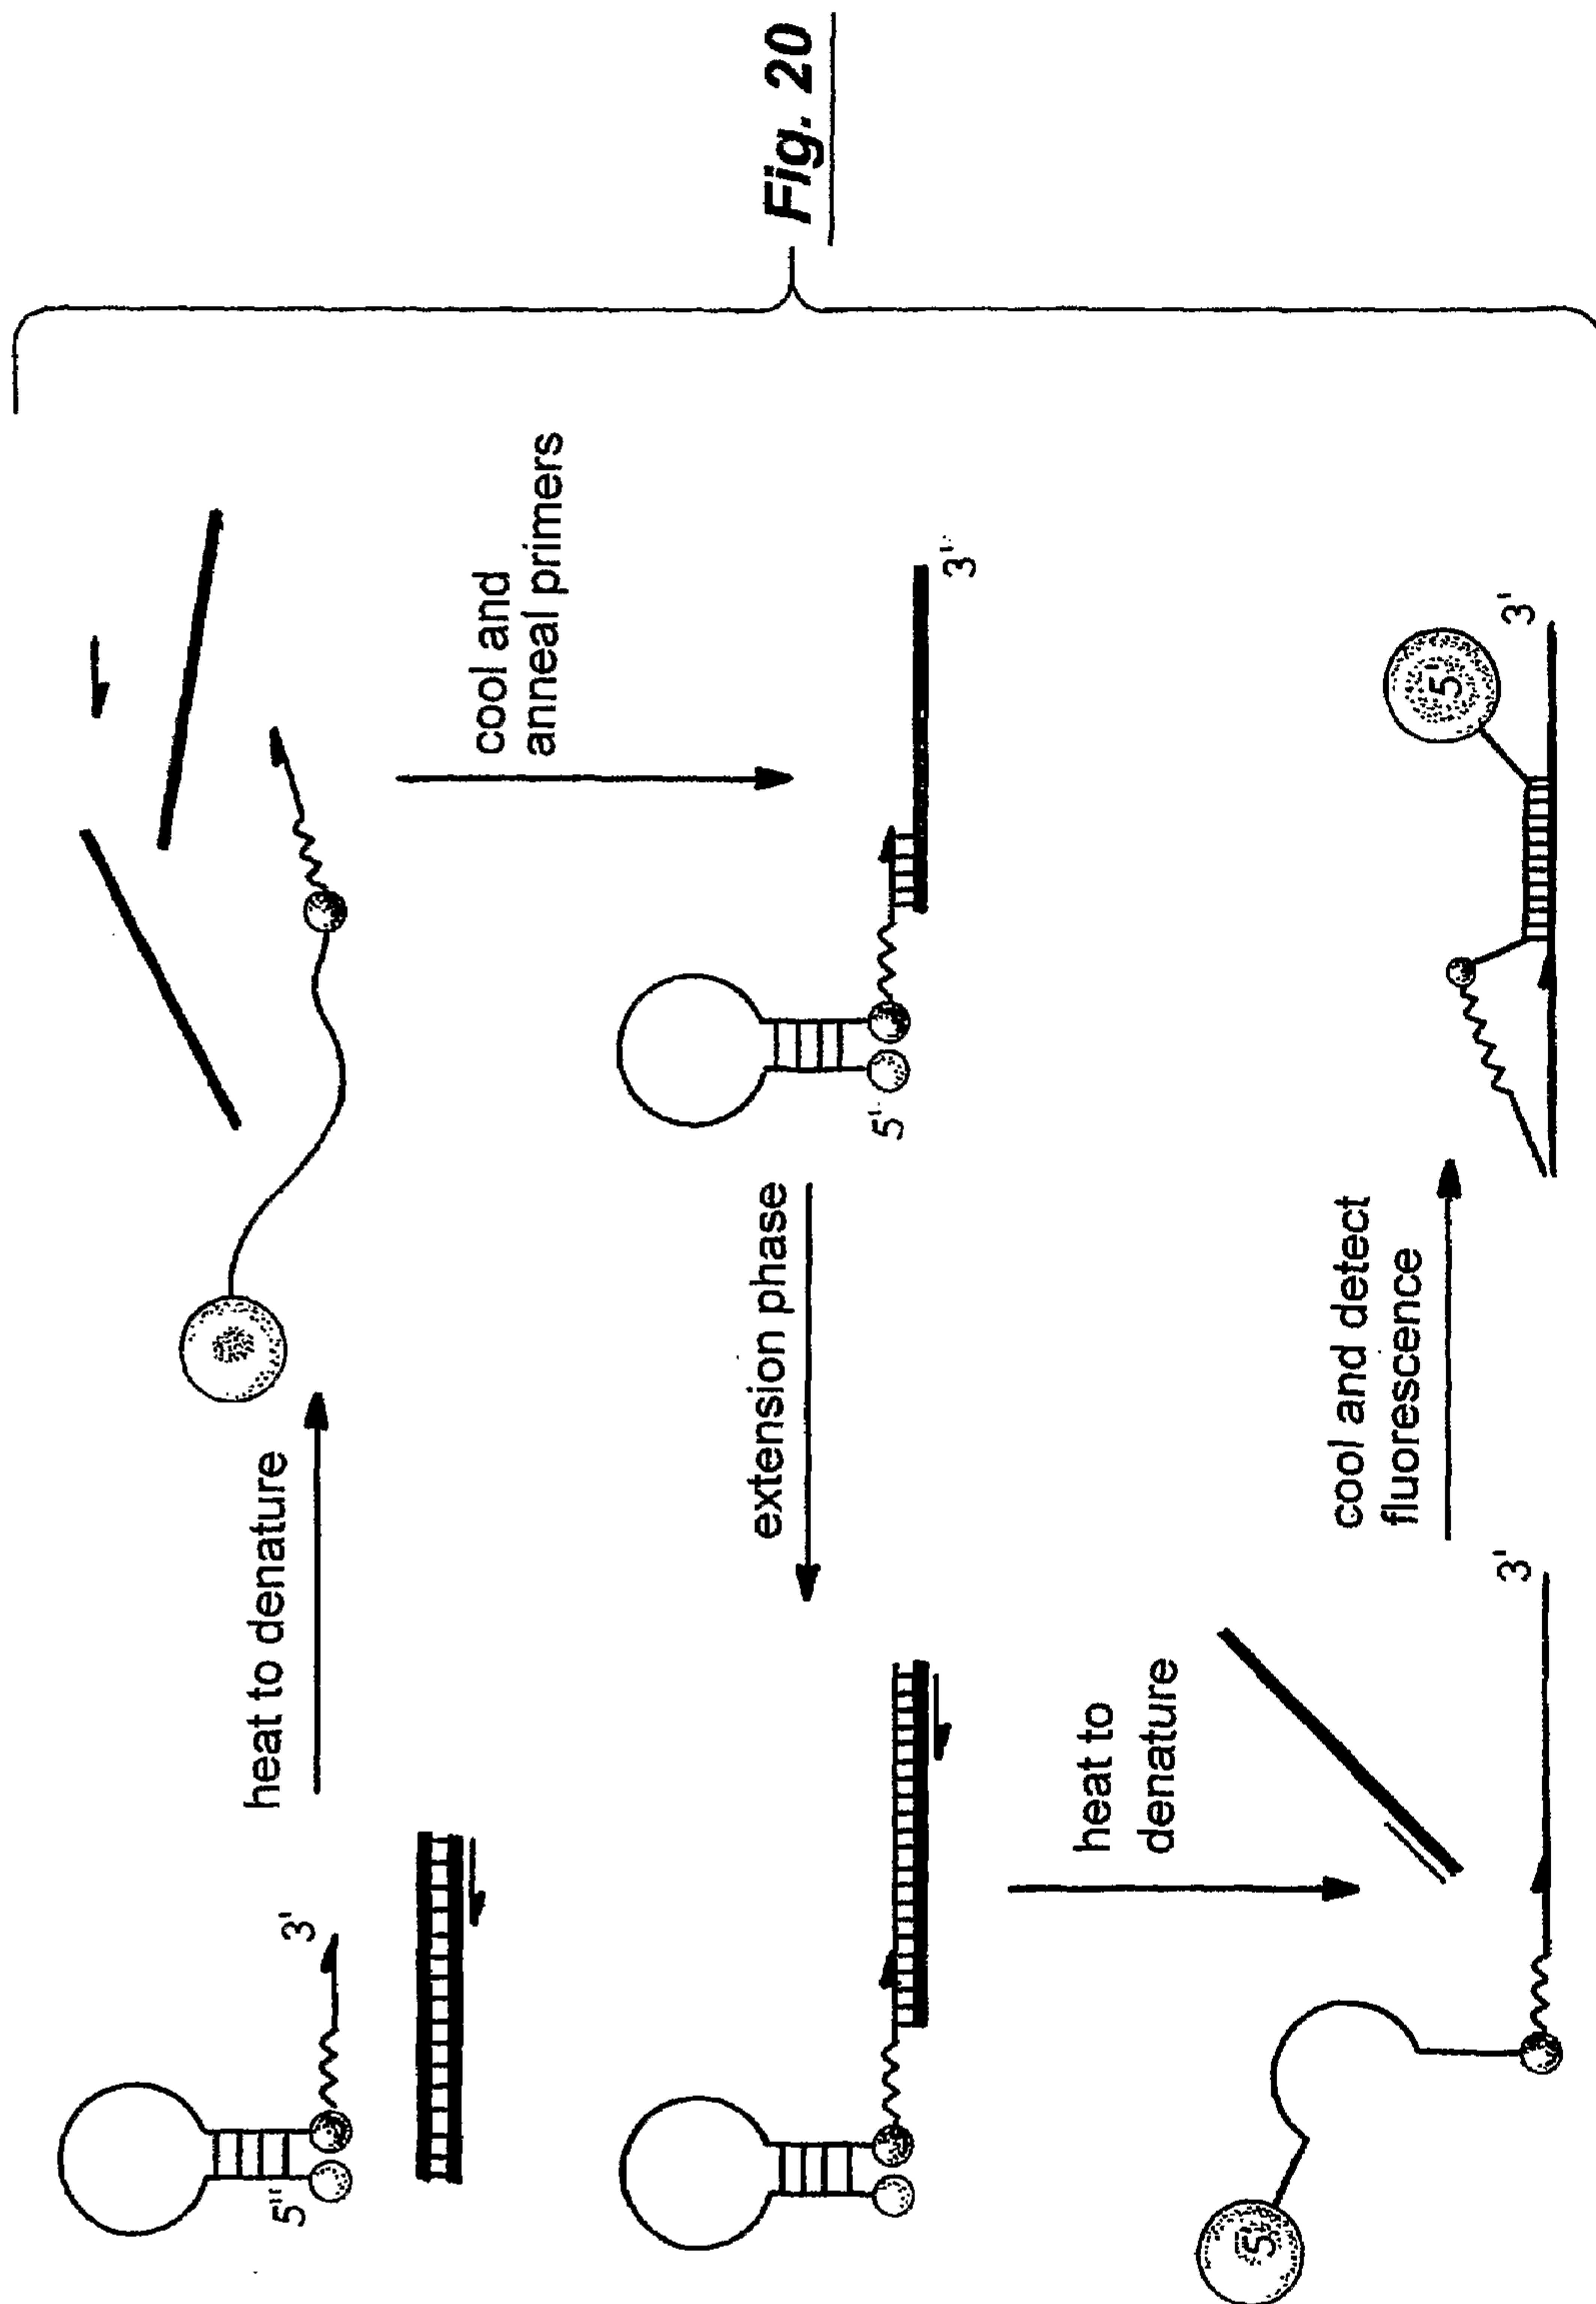 Fig. 20
3'
5''
heat to denature
cool and
anneal primers
5'
3'
extension phase
heat to
denature
5'
3'
cool and detect
fluorescence
5'
3'